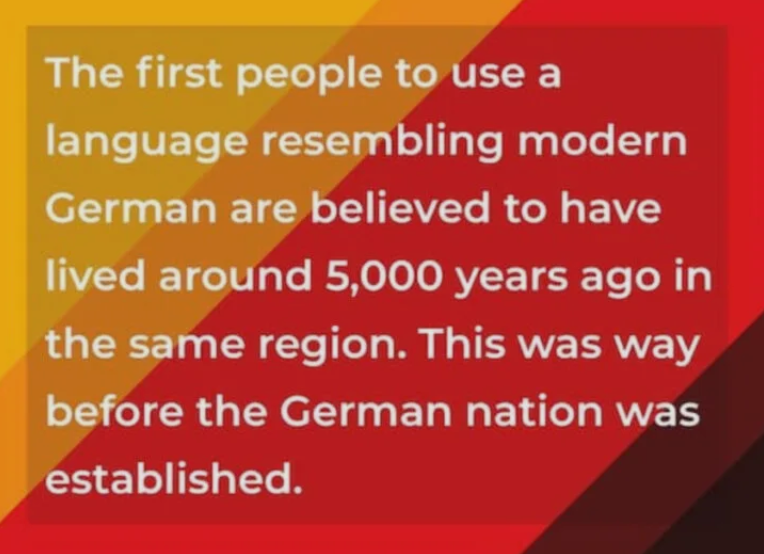 The first people to use a
language resembling modern
German are believed to have
lived around 5,000 years ago in
the same region. This was way
before the German nation was
established.